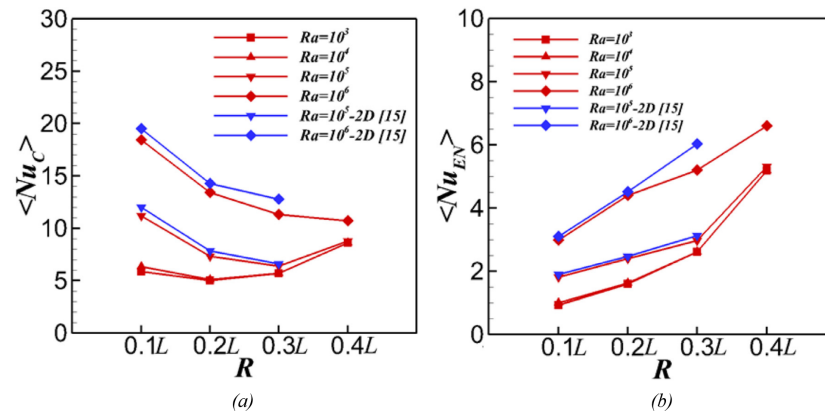 30
25
20
15
10
5
0
<Nu_C>
Ra=10^3
Ra=10^4
Ra=10^5
Ra=10^6
Ra=10^5-2D [15]
Ra=10^6-2D [15]
0.1L 0.2L 0.3L 0.4L
R
(a)
10
8
6
4
2
0
<Nu_EN>
Ra=10^3
Ra=10^4
Ra=10^5
Ra=10^6
Ra=10^5-2D [15]
Ra=10^6-2D [15]
0.1L 0.2L 0.3L 0.4L
R
(b)